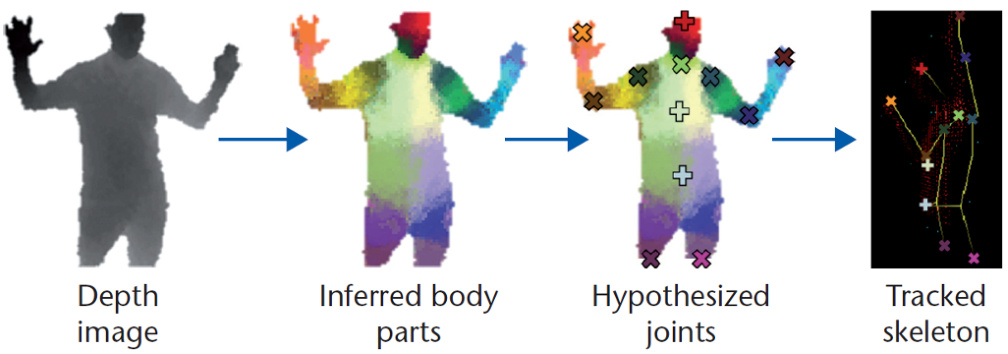 Depth
image
Inferred body
parts
Hypothesized
joints
Tracked
skeleton